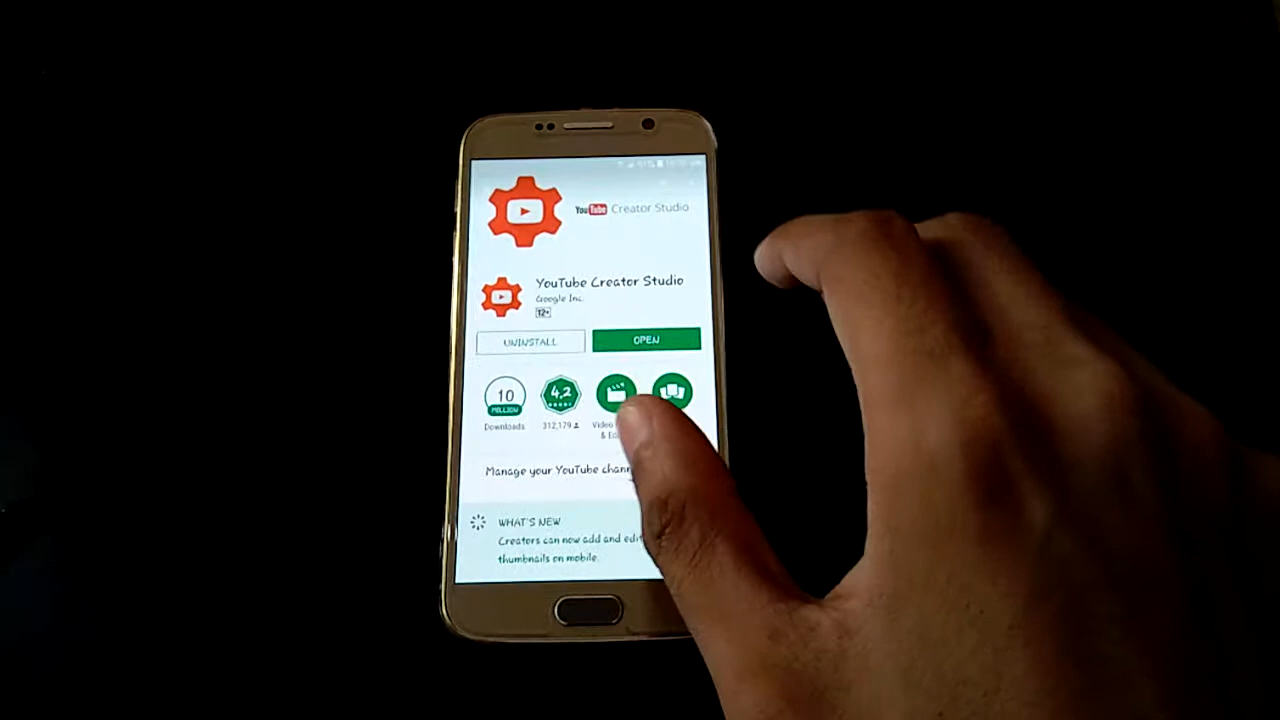 YouTube Creator Studio
YouTube Creator Studio
Google Inc.
12+
UNINSTALL
OPEN
10
MILLION
Downloads
4.2
312,179
Video
&
Manage your YouTube
WHAT'S NEW
Creators can now add and edit
thumbnails on mobile.